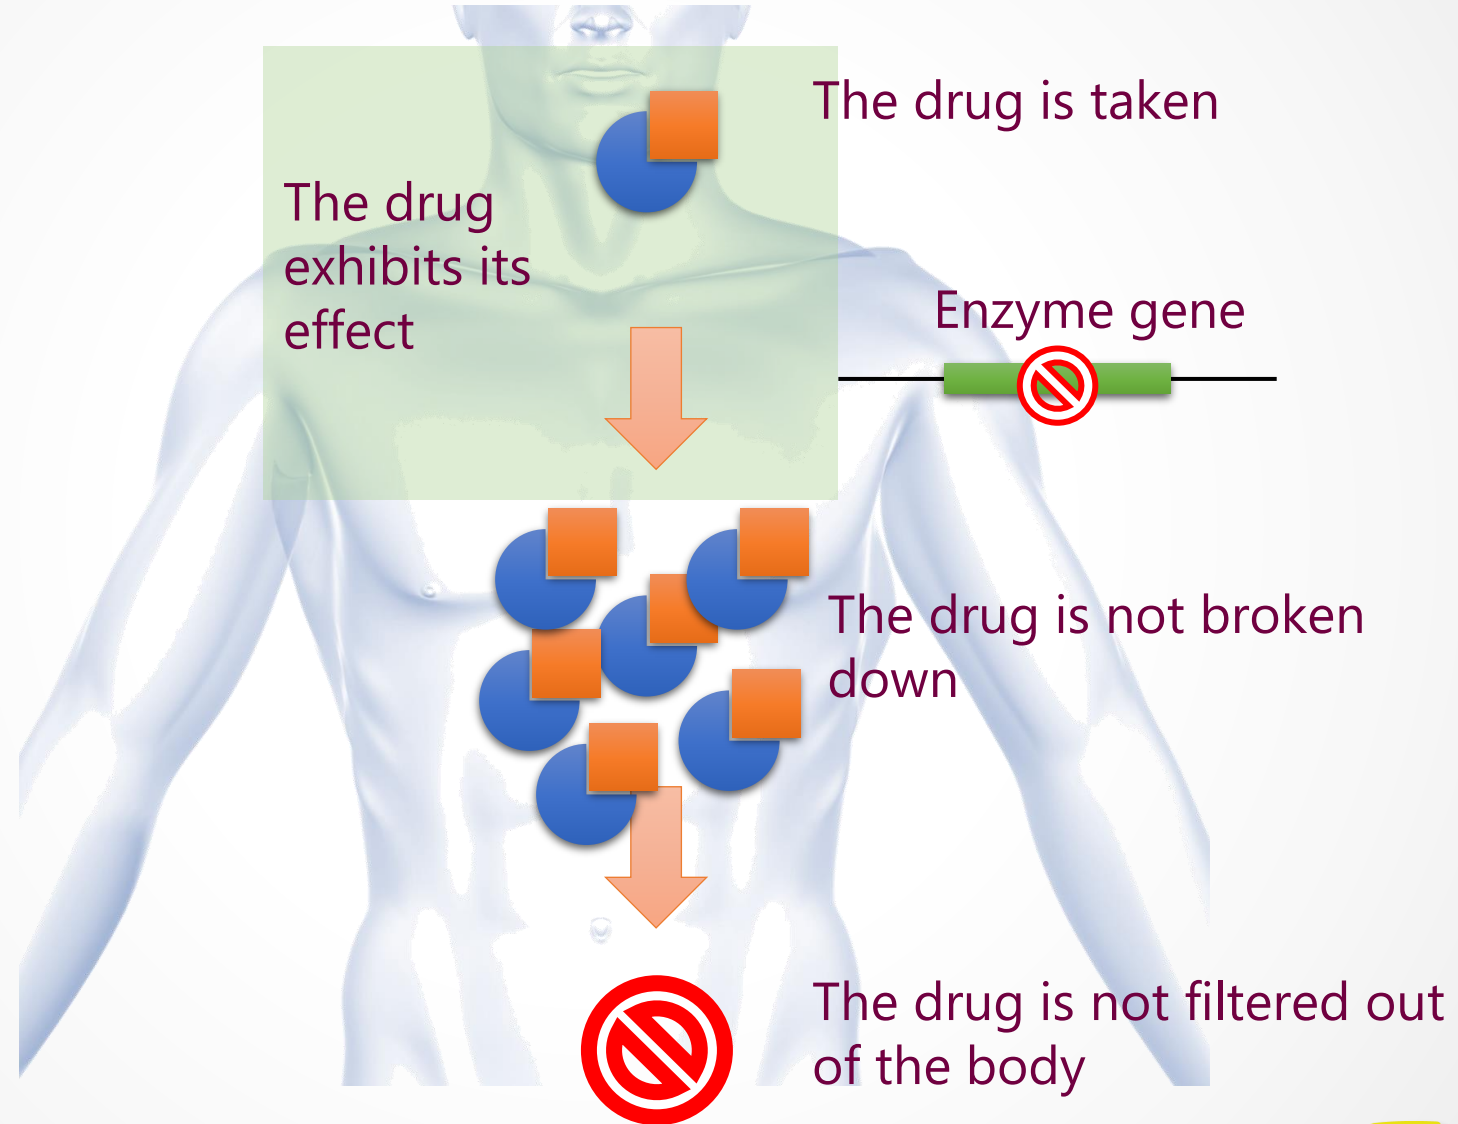 The drug is taken
The drug
exhibits its
effect
Enzyme gene
The drug is not broken
down
The drug is not filtered out
of the body